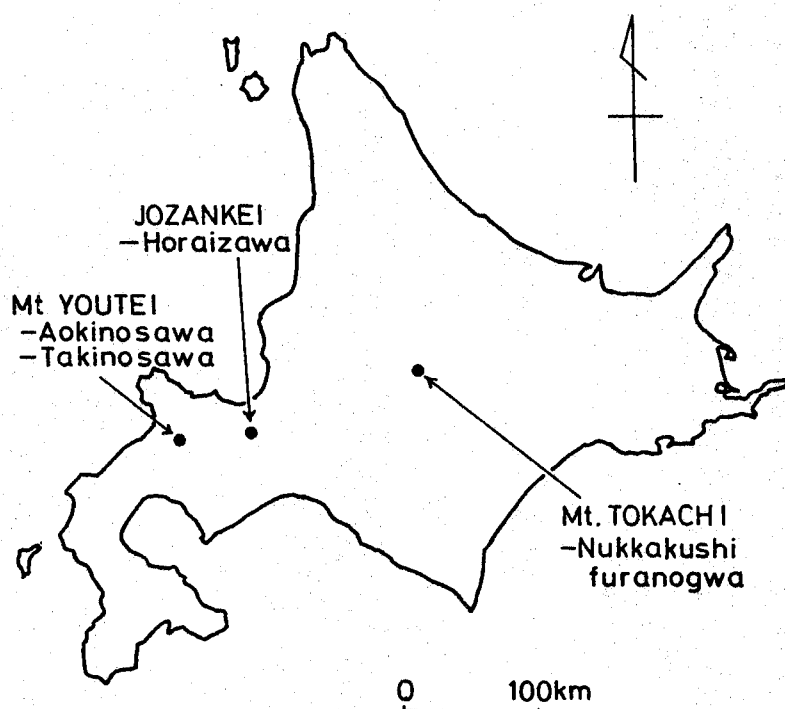 JOZANKEI
-Horaizawa
Mt YOUTEI
-Aokinosawa
-Takinosawa
Mt. TOKACHI
-Nukkakushi
furanogwa
0 100km